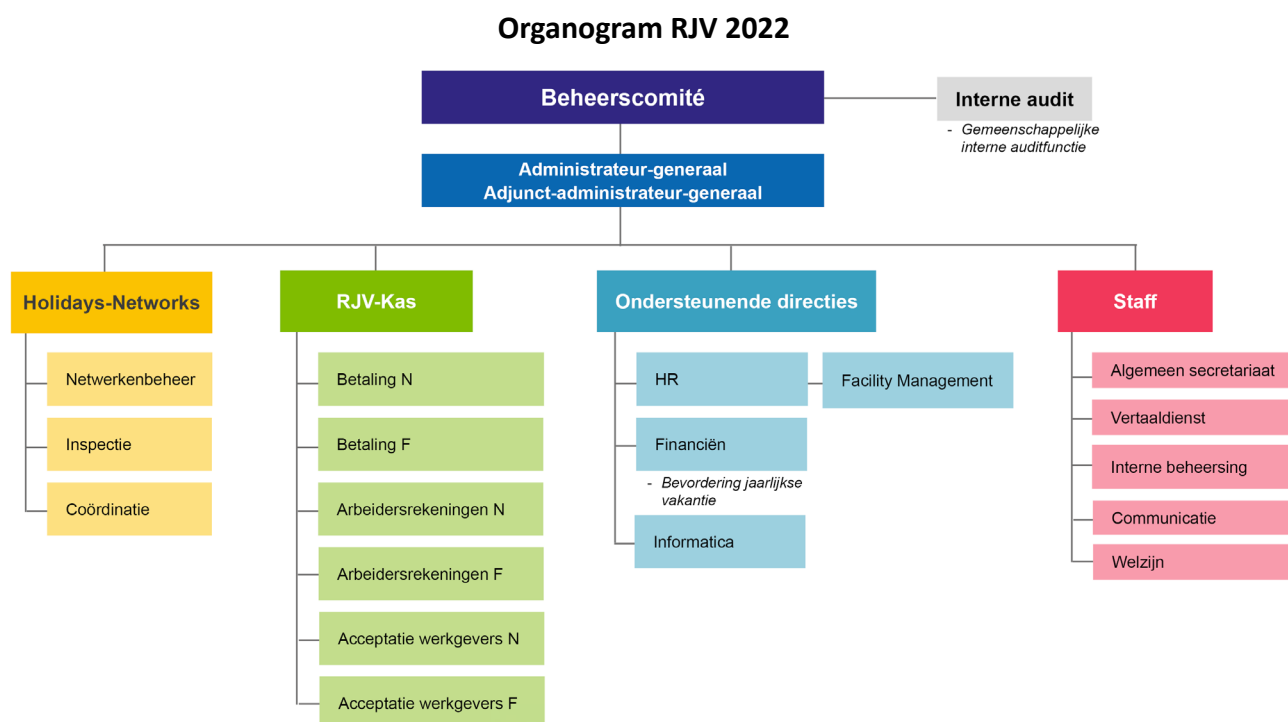 Organogram RJV 2022
Beheerscomité
Interne audit
- Gemeenschappelijke
interne auditfunctie
Administrateur-generaal
Adjunct-administrateur-generaal
Holidays-Networks
Netwerkenbeheer
Inspectie
Coördinatie
RJV-Kas
Betaling N
Betaling F
Arbeidersrekeningen N
Arbeidersrekeningen F
Acceptatie werkgevers N
Acceptatie werkgevers F
Ondersteunende directies
HR
Facility Management
Financiën
- Bevordering jaarlijkse
vakantie
Informatica
Staff
Algemeen secretariaat
Vertaaldienst
Interne beheersing
Communicatie
Welzijn